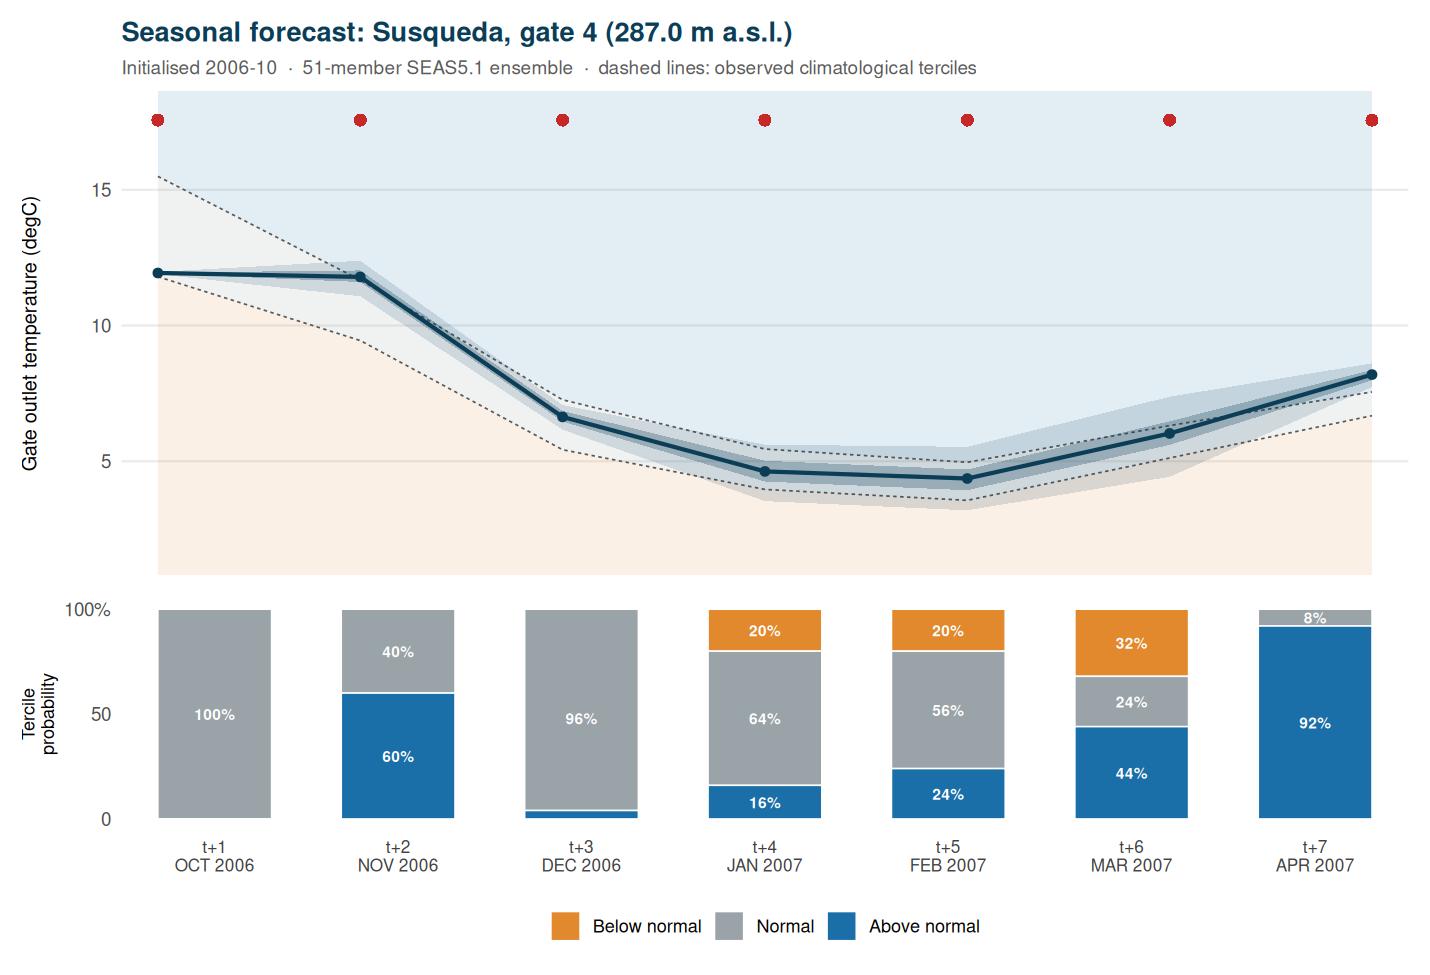 Seasonal forecast: Susqueda, gate 4 (287.0 m a.s.l.)
Initialised 2006-10 · 51-member SEAS5.1 ensemble · dashed lines: observed climatological terciles
Gate outlet temperature (degC)
15
10
5
Tercile
probability
100%
50
0
100%
40%
60%
96%
20%
64%
16%
20%
56%
24%
32%
24%
44%
8%
92%
t+1
OCT 2006
t+2
NOV 2006
t+3
DEC 2006
t+4
JAN 2007
t+5
FEB 2007
t+6
MAR 2007
t+7
APR 2007
Below normal
Normal
Above normal